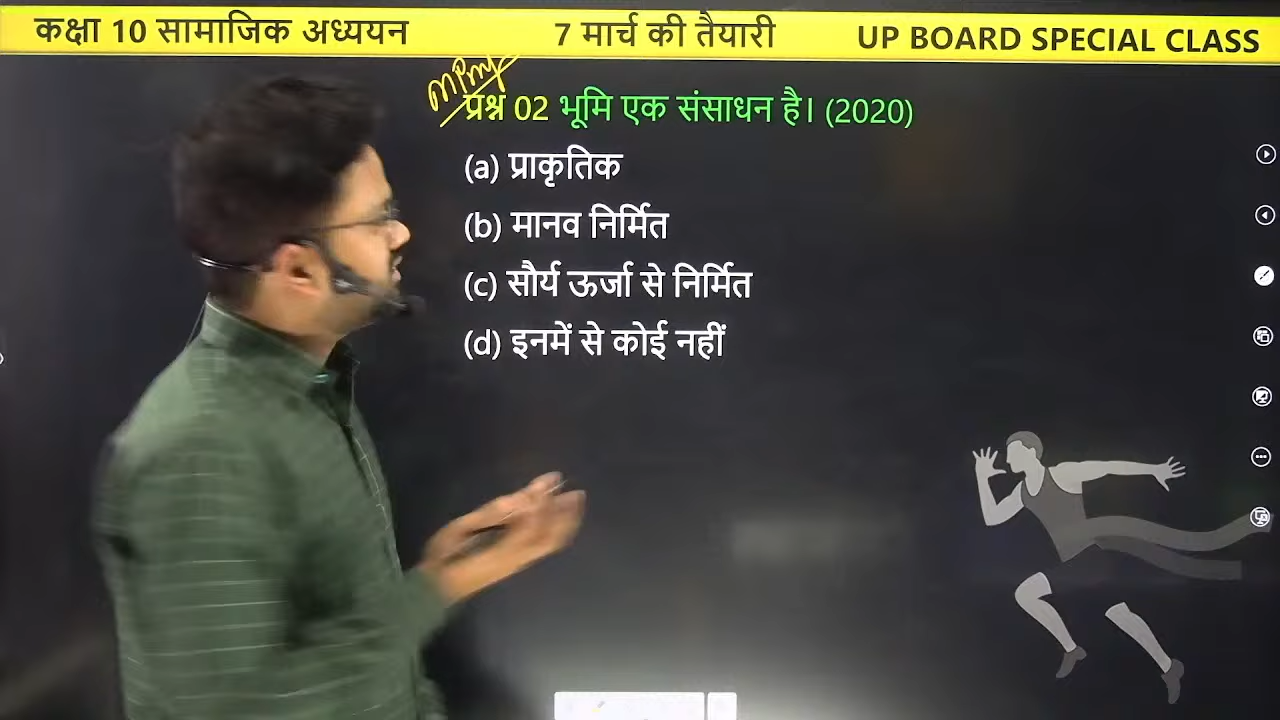 कक्षा 10 सामाजिक अध्ययन 7 मार्च की तैयारी UP BOARD SPECIAL CLASS
प्रश्न 02 भूमि एक संसाधन है। (2020)
(a) प्राकृतिक
(b) मानव निर्मित
(c) सौर्य ऊर्जा से निर्मित
(d) इनमें से कोई नहीं